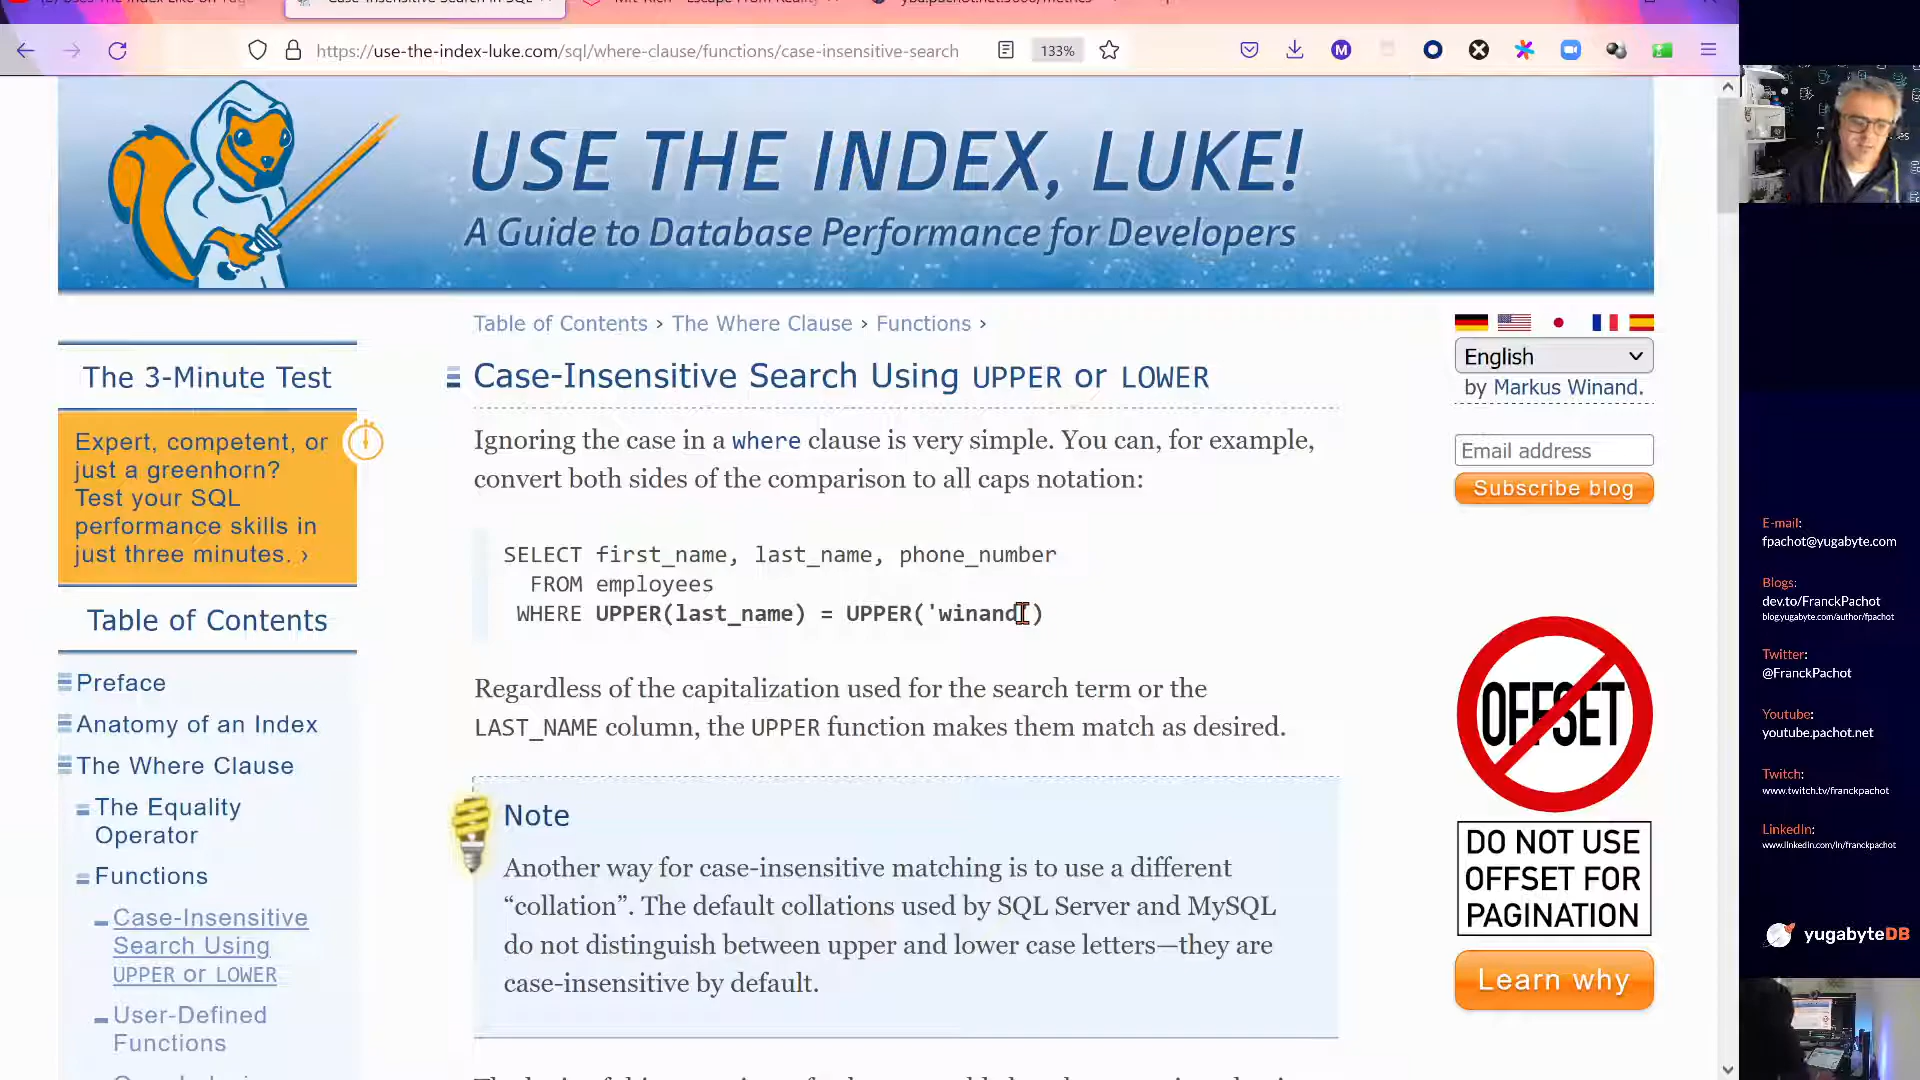 https://use-the-index-luke.com/sql/where-clause/functions/case-insensitive-search
133%
M
USE THE INDEX, LUKE!
A Guide to Database Performance for Developers
Table of Contents › The Where Clause › Functions ›
The 3-Minute Test
Expert, competent, or
just a greenhorn?
Test your SQL
performance skills in
just three minutes. ›
Table of Contents
Preface
Anatomy of an Index
The Where Clause
The Equality
Operator
Functions
Case-Insensitive
Search Using
UPPER or LOWER
User-Defined
Functions
Case-Insensitive Search Using UPPER or LOWER
Ignoring the case in a where clause is very simple. You can, for example,
convert both sides of the comparison to all caps notation:
SELECT first_name, last_name, phone_number
FROM employees
WHERE UPPER(last_name) = UPPER('winand')
Regardless of the capitalization used for the search term or the
LAST_NAME column, the UPPER function makes them match as desired.
Note
Another way for case-insensitive matching is to use a different
“collation”. The default collations used by SQL Server and MySQL
do not distinguish between upper and lower case letters—they are
case-insensitive by default.
English
by Markus Winand.
Email address
Subscribe blog
OFFSET
DO NOT USE
OFFSET FOR
PAGINATION
Learn why
E-mail:
fpachot@yugabyte.com
Blogs:
dev.to/FranckPachot
blog.yugabyte.com/author/fpachot
Twitter:
@FranckPachot
Youtube:
youtube.pachot.net
Twitch:
www.twitch.tv/franckpachot
LinkedIn:
www.linkedin.com/in/franckpachot
yugabyteDB